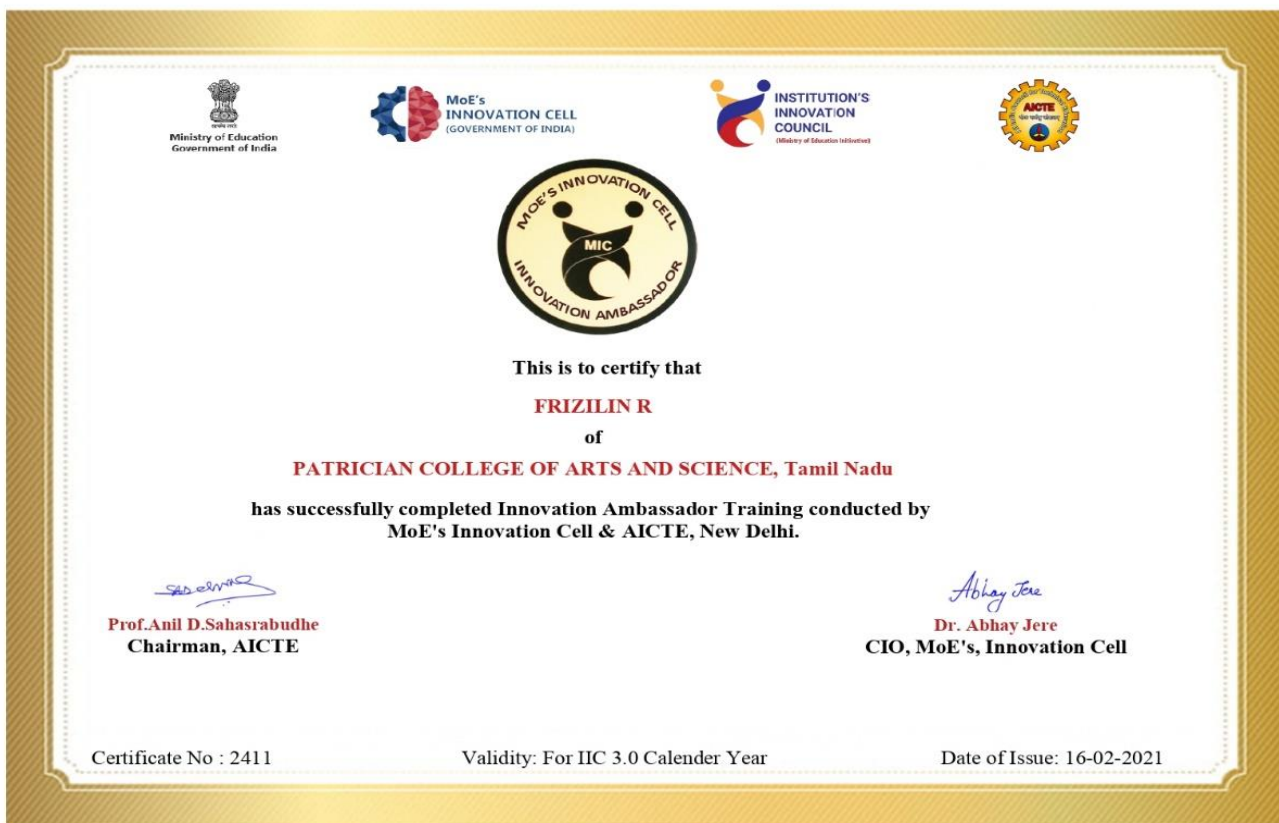 Ministry of Education
Government of India
MoE's
INNOVATION CELL
(GOVERNMENT OF INDIA)
INSTITUTION'S
INNOVATION
COUNCIL
(Ministry of Education Initiative)
AICTE
MOE'S INNOVATION CELL
MIC
INNOVATION AMBASSADOR
This is to certify that
FRIZILIN R
of
PATRICIAN COLLEGE OF ARTS AND SCIENCE, Tamil Nadu
has successfully completed Innovation Ambassador Training conducted by
MoE's Innovation Cell & AICTE, New Delhi.
Abhay Jere
Prof.Anil D.Sahasrabudhe
Dr. Abhay Jere
Chairman, AICTE
CIO, MoE's, Innovation Cell
Certificate No : 2411
Validity: For IIC 3.0 Calender Year
Date of Issue: 16-02-2021